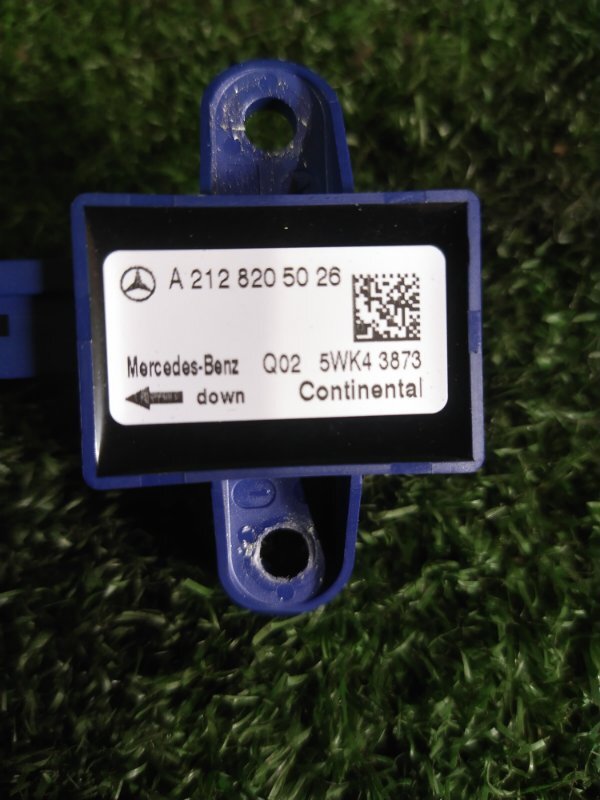 A 212 820 50 26
Mercedes-Benz Q02 5WK4 3873
down Continental